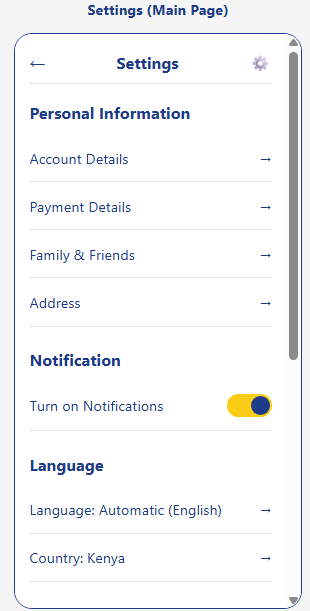 Settings (Main Page)
← Settings
Personal Information
Account Details →
Payment Details →
Family & Friends →
Address →
Notification
Turn on Notifications
Language
Language: Automatic (English) →
Country: Kenya →